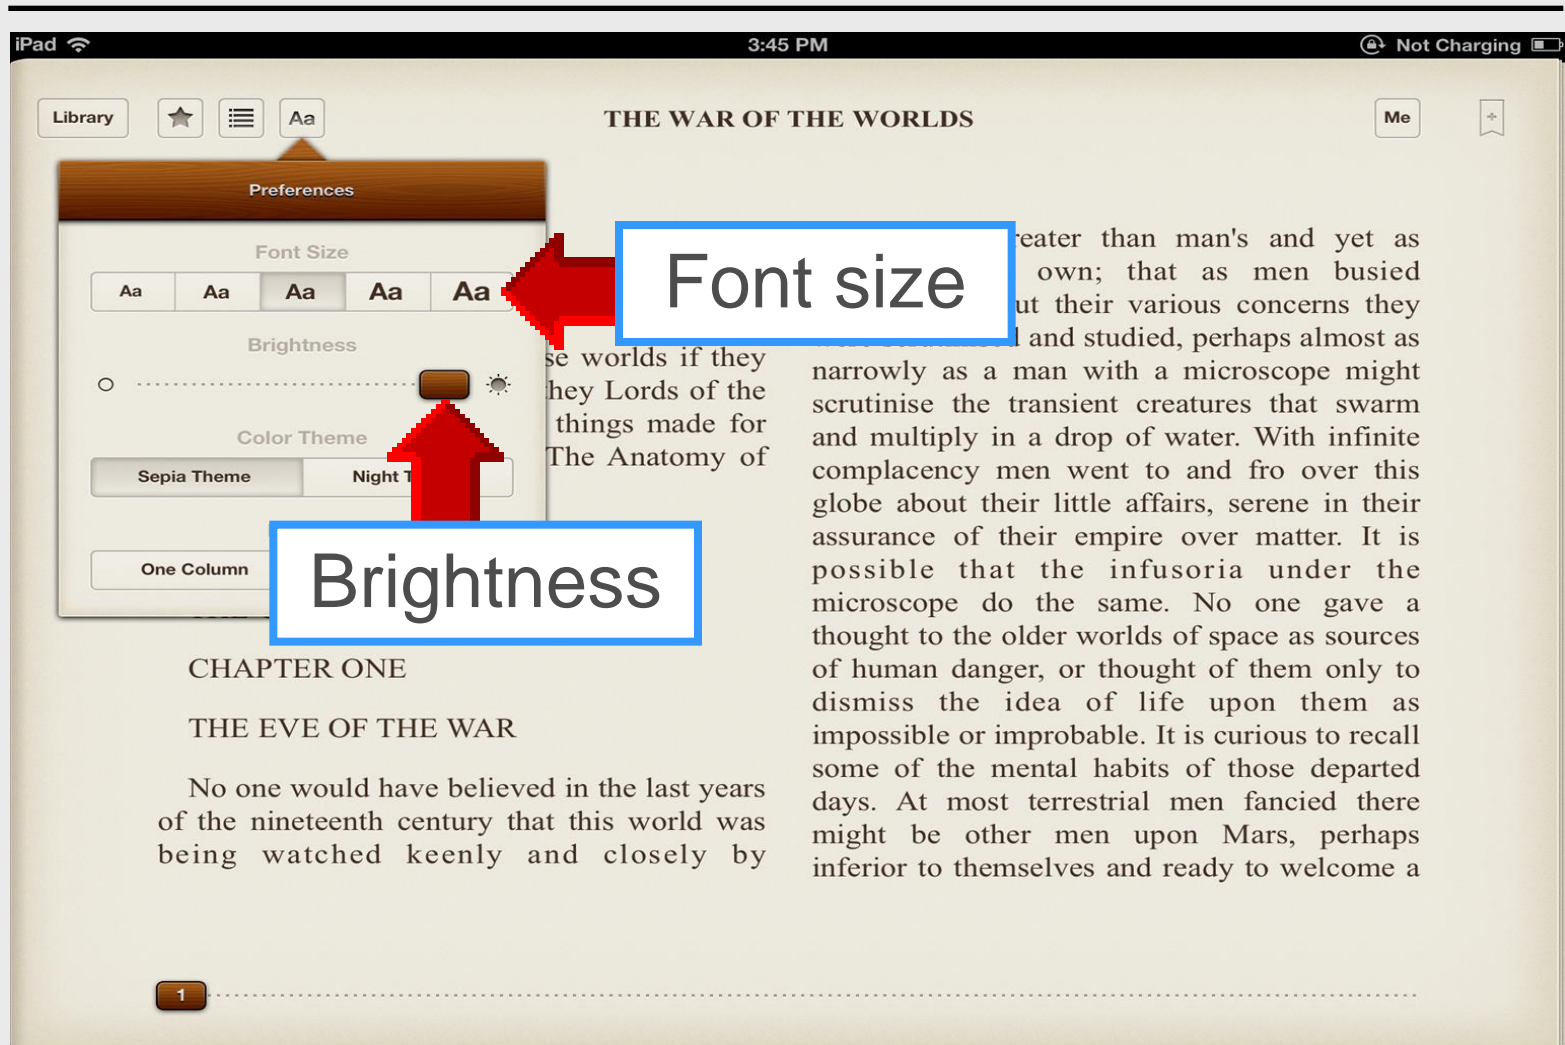 iPad
3:45 PM
Not Charging
Library
Aa
THE WAR OF THE WORLDS
Me
Preferences
Font Size
Aa Aa Aa Aa Aa
Brightness
Color Theme
Sepia Theme
Night
One Column
Font size
Brightness
worlds if they
Lords of the
things made for
The Anatomy of
CHAPTER ONE
THE EVE OF THE WAR
No one would have believed in the last years
of the nineteenth century that this world was
being watched keenly and closely by
than man's and yet as
own; that as men busied
their various concerns they
and studied, perhaps almost as
narrowly as a man with a microscope might
scrutinise the transient creatures that swarm
and multiply in a drop of water. With infinite
complacency men went to and fro over this
globe about their little affairs, serene in their
assurance of their empire over matter. It is
possible that the infusoria under the
microscope do the same. No one gave a
thought to the older worlds of space as sources
of human danger, or thought of them only to
dismiss the idea of life upon them as
impossible or improbable. It is curious to recall
some of the mental habits of those departed
days. At most terrestrial men fancied there
might be other men upon Mars, perhaps
inferior to themselves and ready to welcome a
1